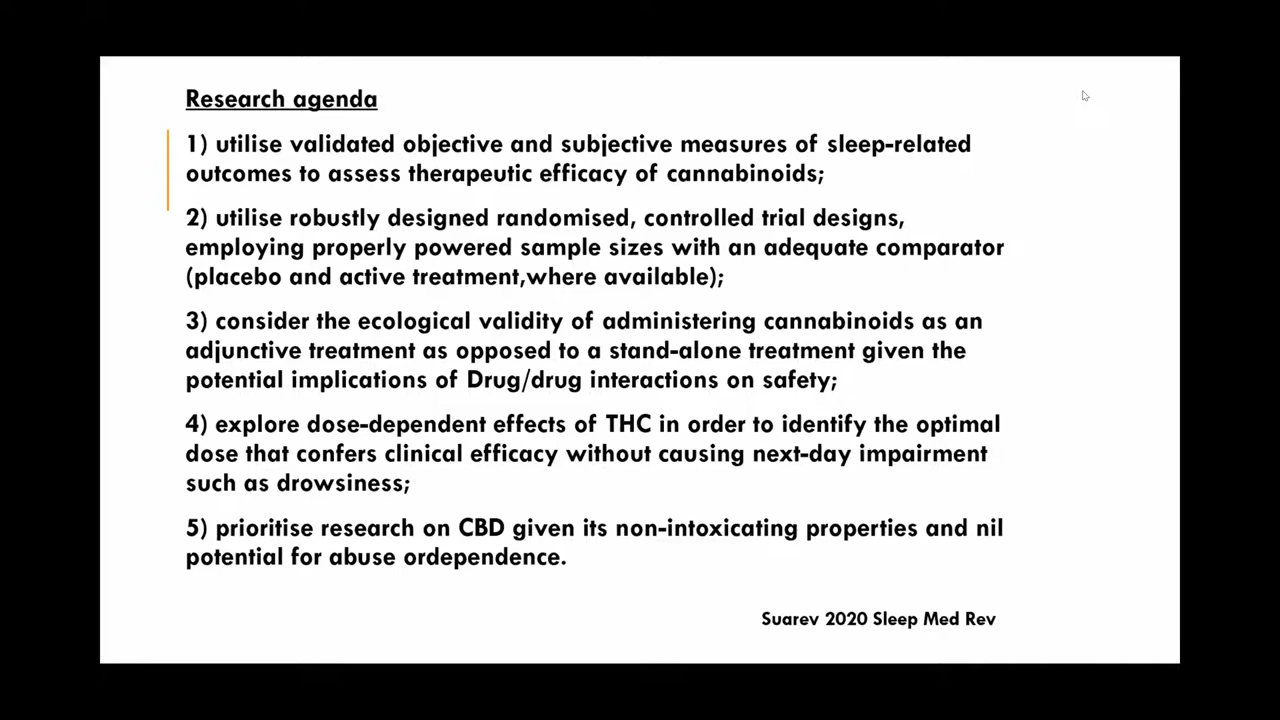 Research agenda
1) utilise validated objective and subjective measures of sleep-related
outcomes to assess therapeutic efficacy of cannabinoids;
2) utilise robustly designed randomised, controlled trial designs,
employing properly powered sample sizes with an adequate comparator
(placebo and active treatment,where available);
3) consider the ecological validity of administering cannabinoids as an
adjunctive treatment as opposed to a stand-alone treatment given the
potential implications of Drug/drug interactions on safety;
4) explore dose-dependent effects of THC in order to identify the optimal
dose that confers clinical efficacy without causing next-day impairment
such as drowsiness;
5) prioritise research on CBD given its non-intoxicating properties and nil
potential for abuse ordependence.
Suarev 2020 Sleep Med Rev